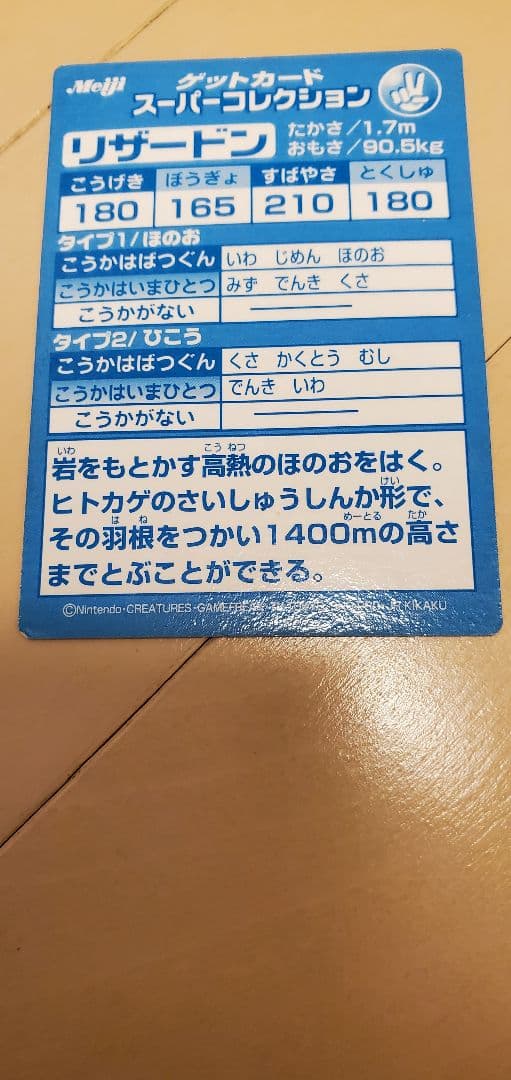 Meiji
ゲットカード
スーパーコレクション
リザードン
たかさ/1.7m
おもさ/90.5kg
こうげき ぼうぎょ すばやさ とくしゅ
180 165 210 180
タイプ1/ほのお
こうかはばつぐん いわ じめん ほのお
こうかはいまひとつ みず でんき くさ
こうかがない
タイプ2/ひこう
こうかはばつぐん くさ かくとう むし
こうかはいまひとつ でんき いわ
こうかがない
岩をもとかす高熱のほのおをはく。
ヒトカゲのさいしゅうしんか形で、
その羽根をつかい1400mの高さ
までとぶことができる。
©Nintendo・CREATURES・GAMEFREAK・JR KIKAKU